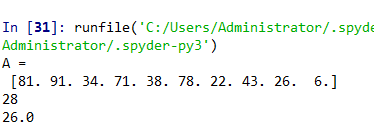 In [31]: runfile('C:/Users/Administrator/.spyde
Administrator/.spyder-py3')
A =
[81. 91. 34. 71. 38. 78. 22. 43. 26. 6.]
28
26.0